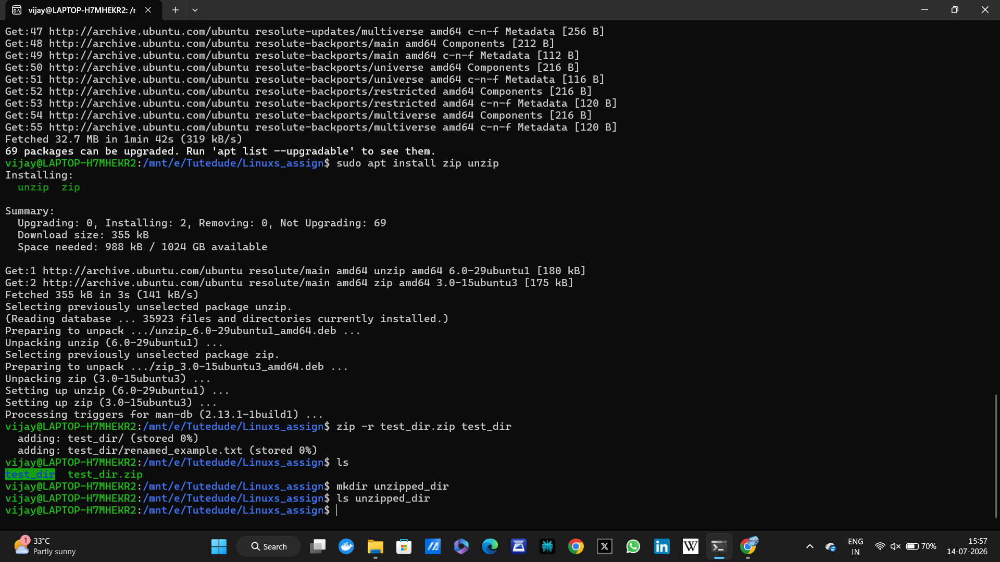 vijay@LAPTOP-H7MHEKR2: /r
Get:47 http://archive.ubuntu.com/ubuntu resolute-updates/multiverse amd64 c-n-f Metadata [256 B]
Get:48 http://archive.ubuntu.com/ubuntu resolute-backports/main amd64 Components [212 B]
Get:49 http://archive.ubuntu.com/ubuntu resolute-backports/main amd64 c-n-f Metadata [112 B]
Get:50 http://archive.ubuntu.com/ubuntu resolute-backports/universe amd64 Components [216 B]
Get:51 http://archive.ubuntu.com/ubuntu resolute-backports/universe amd64 c-n-f Metadata [116 B]
Get:52 http://archive.ubuntu.com/ubuntu resolute-backports/restricted amd64 Components [216 B]
Get:53 http://archive.ubuntu.com/ubuntu resolute-backports/restricted amd64 c-n-f Metadata [120 B]
Get:54 http://archive.ubuntu.com/ubuntu resolute-backports/multiverse amd64 Components [216 B]
Get:55 http://archive.ubuntu.com/ubuntu resolute-backports/multiverse amd64 c-n-f Metadata [120 B]
Fetched 32.7 MB in 1min 42s (319 kB/s)
69 packages can be upgraded. Run 'apt list --upgradable' to see them.
vijay@LAPTOP-H7MHEKR2:/mnt/e/Tutedude/Linuxs_assign$ sudo apt install zip unzip
Installing:
  unzip  zip
Summary:
  Upgrading: 0, Installing: 2, Removing: 0, Not Upgrading: 69
  Download size: 355 kB
  Space needed: 988 kB / 1024 GB available
Get:1 http://archive.ubuntu.com/ubuntu resolute/main amd64 unzip amd64 6.0-29ubuntu1 [180 kB]
Get:2 http://archive.ubuntu.com/ubuntu resolute/main amd64 zip amd64 3.0-15ubuntu3 [175 kB]
Fetched 355 kB in 3s (141 kB/s)
Selecting previously unselected package unzip.
(Reading database ... 35923 files and directories currently installed.)
Preparing to unpack .../unzip_6.0-29ubuntu1_amd64.deb ...
Unpacking unzip (6.0-29ubuntu1) ...
Selecting previously unselected package zip.
Preparing to unpack .../zip_3.0-15ubuntu3_amd64.deb ...
Unpacking zip (3.0-15ubuntu3) ...
Setting up unzip (6.0-29ubuntu1) ...
Setting up zip (3.0-15ubuntu3) ...
Processing triggers for man-db (2.13.1-1build1) ...
vijay@LAPTOP-H7MHEKR2:/mnt/e/Tutedude/Linuxs_assign$ zip -r test_dir.zip test_dir
  adding: test_dir/ (stored 0%)
  adding: test_dir/renamed_example.txt (stored 0%)
vijay@LAPTOP-H7MHEKR2:/mnt/e/Tutedude/Linuxs_assign$ ls
test_dir  test_dir.zip
vijay@LAPTOP-H7MHEKR2:/mnt/e/Tutedude/Linuxs_assign$ mkdir unzipped_dir
vijay@LAPTOP-H7MHEKR2:/mnt/e/Tutedude/Linuxs_assign$ ls unzipped_dir
vijay@LAPTOP-H7MHEKR2:/mnt/e/Tutedude/Linuxs_assign$
1
33°C
Partly sunny
Search
X
in
W
ENG
IN
70%
15:57
14-07-2026